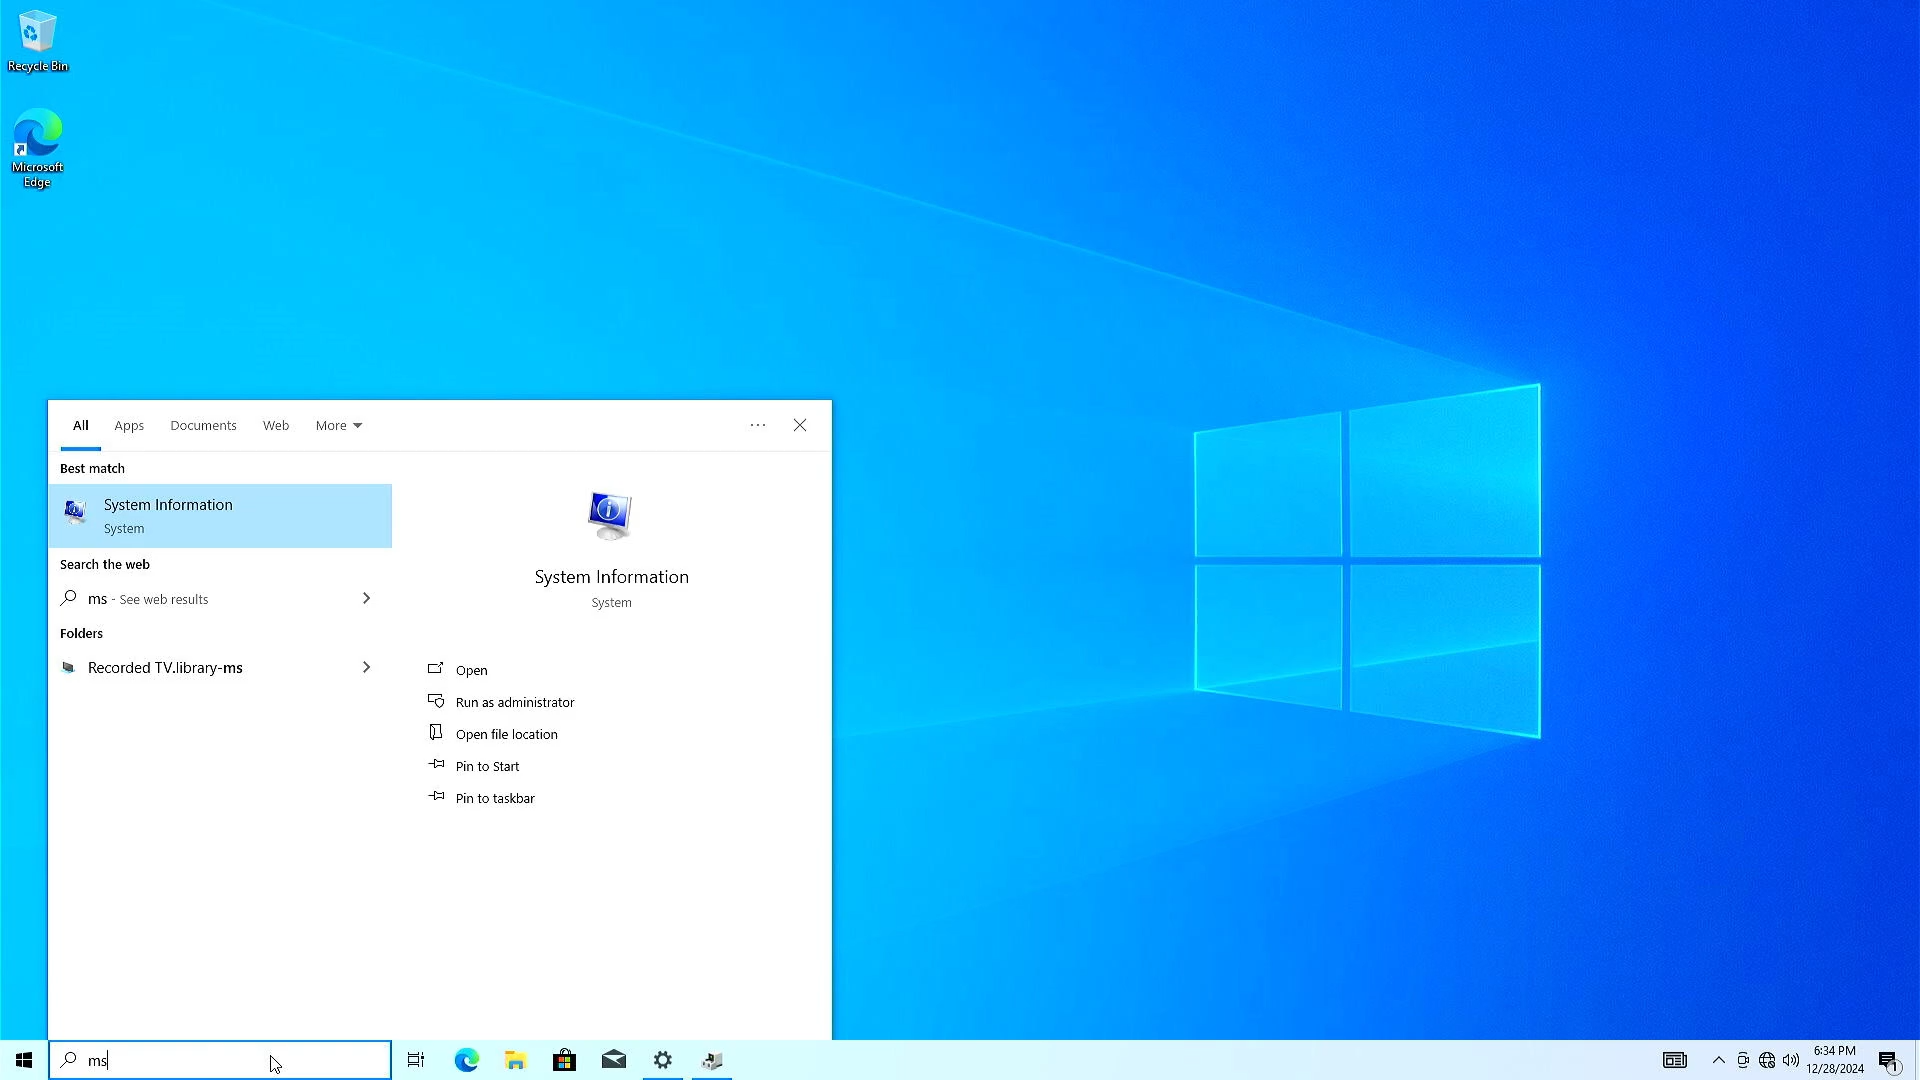 Recycle Bin
Microsoft
Edge
All Apps Documents Web More
Best match
System Information
System
Search the web
ms - See web results
Folders
Recorded TV.library-ms
System Information
System
Open
Run as administrator
Open file location
Pin to Start
Pin to taskbar
ms
6:34 PM
12/28/2024
1